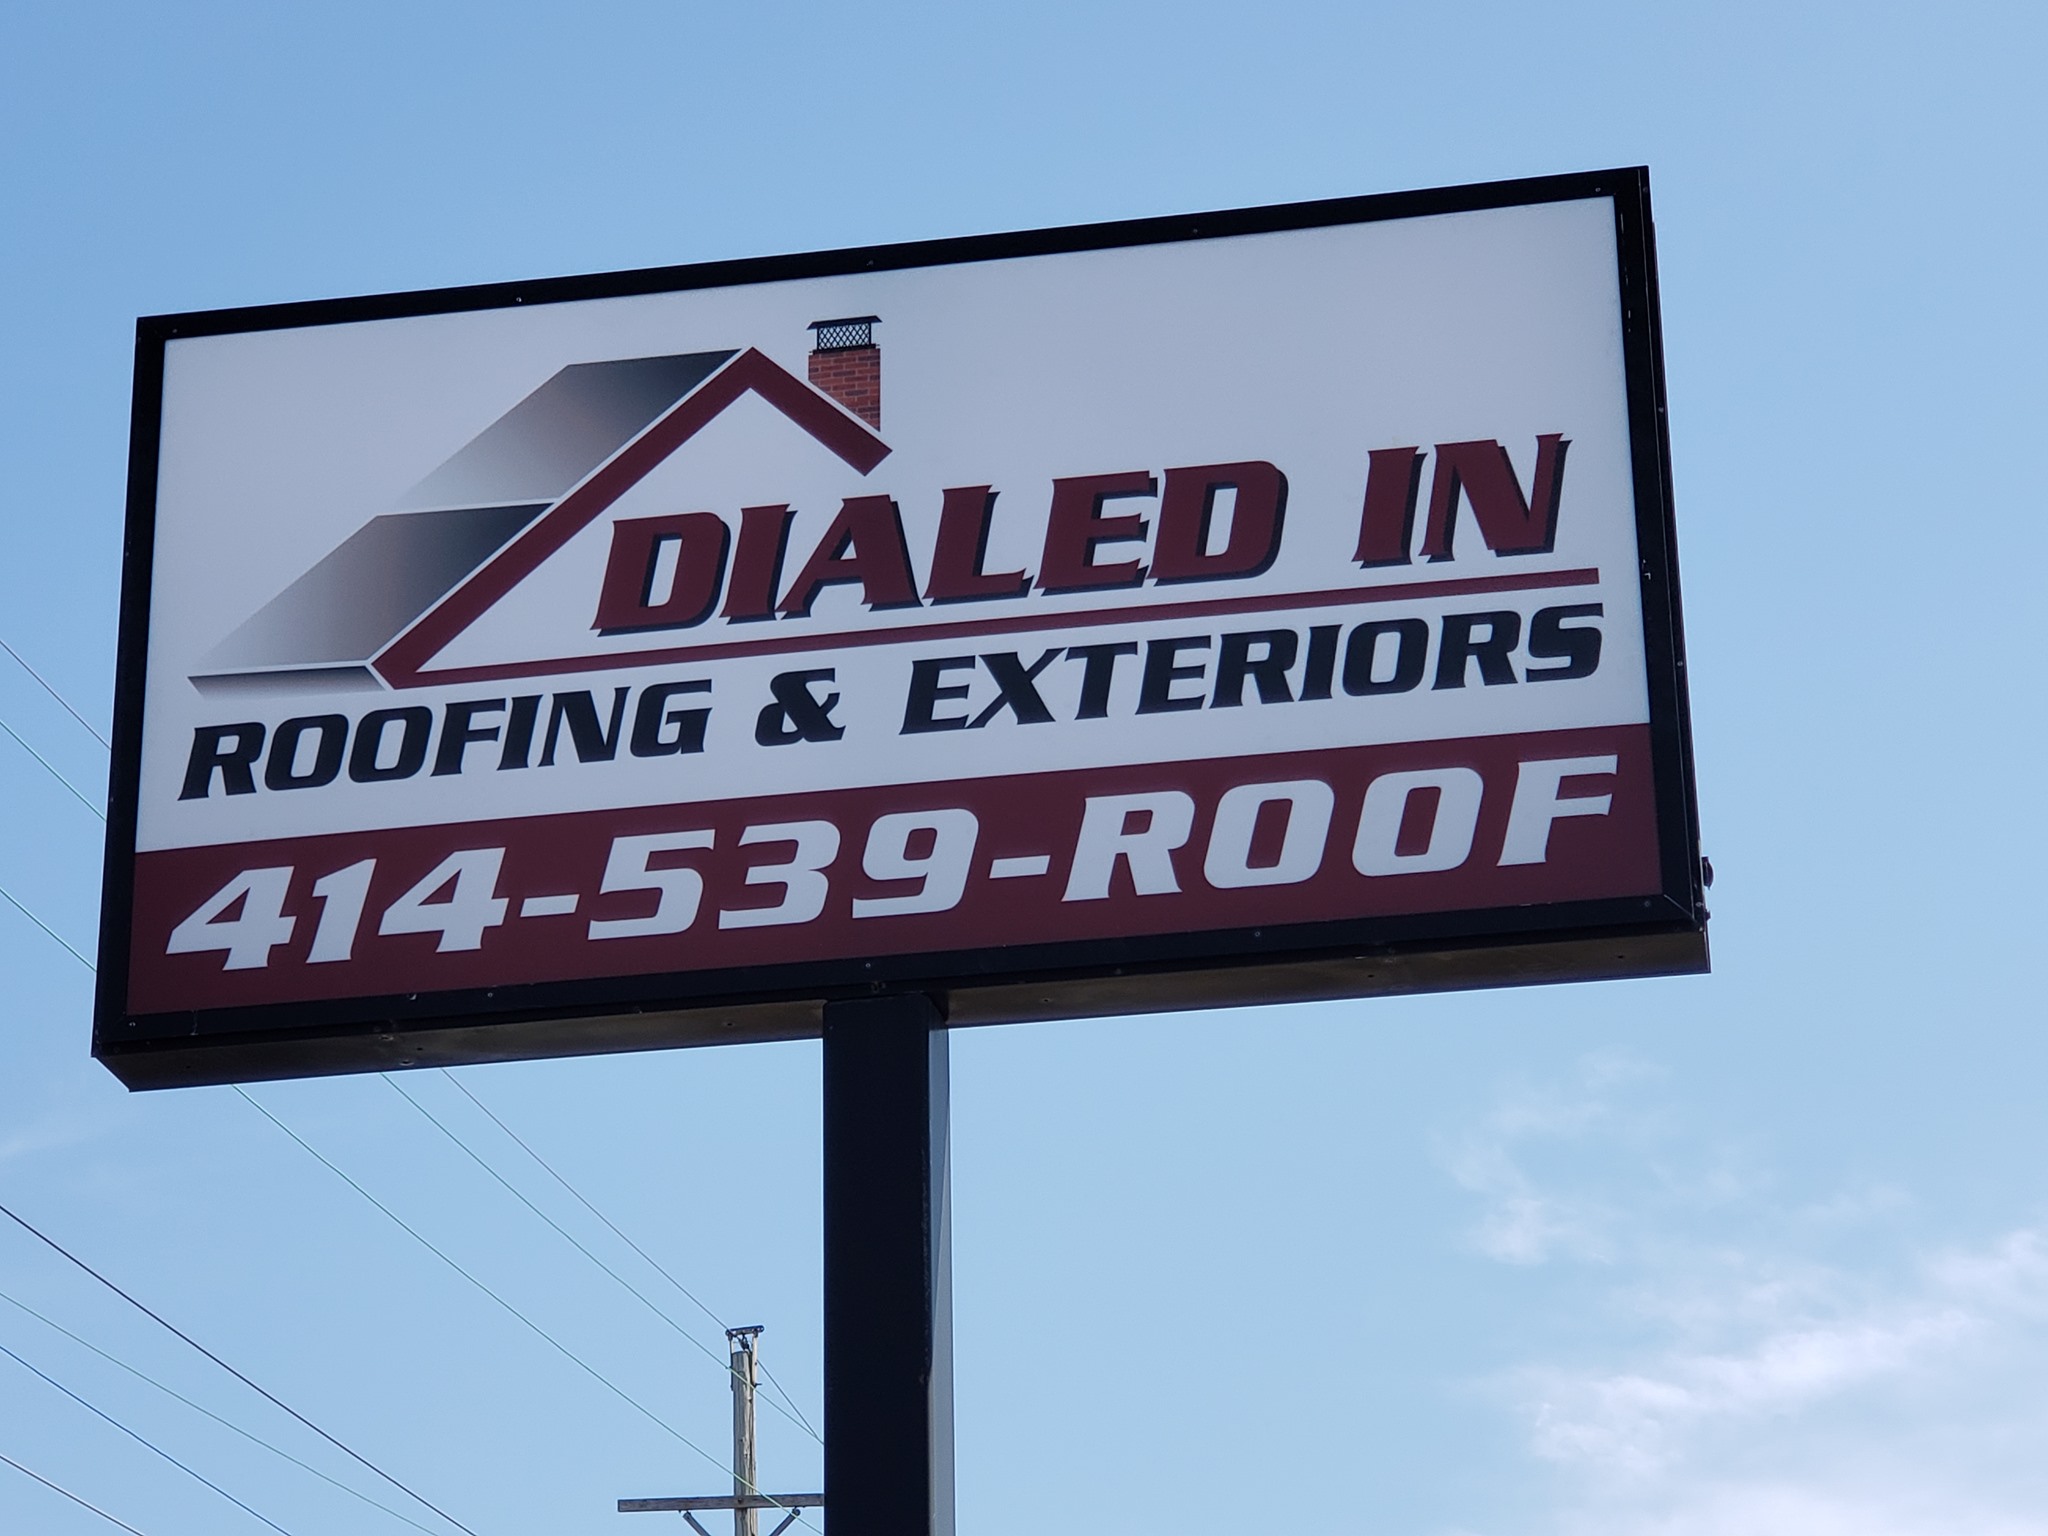 DIALED IN
ROOFING & EXTERIORS
414-539-ROOF